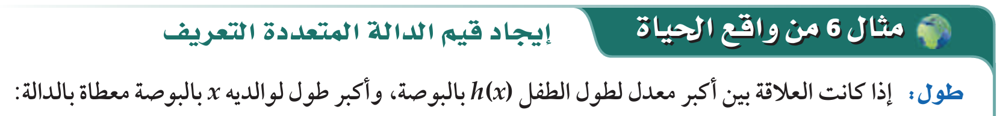 مثال 6 من واقع الحياة إيجاد قيم الدالة المتعددة التعريف
طول: إذا كانت العلاقة بين أكبر معدل لطول الطفل h(x) بالبوصة، وأكبر طول لوالديه x بالبوصة معطاة بالدالة: